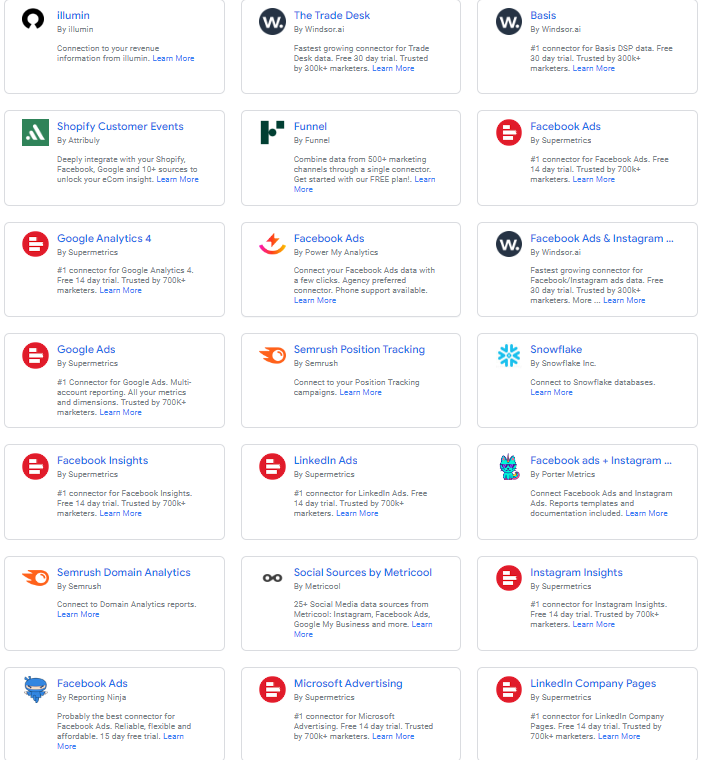 illumin
By illumin
Connection to your revenue
information from illumin. Learn More
The Trade Desk
By Windsor.ai
Fastest growing connector for Trade
Desk data. Free 30 day trial. Trusted
by 300k+ marketers. Learn More
Basis
By Windsor.ai
#1 connector for Basis DSP data. Free
30 day trial. Trusted by 300k+
marketers. Learn More
Shopify Customer Events
By Attribuly
Deeply integrate with your Shopify,
Facebook, Google and 10+ sources to
unlock your eCom insight. Learn More
Funnel
By Funnel
Combine data from 500+ marketing
channels through a single connector.
Get started with our FREE plan!. Learn
More
Facebook Ads
By Supermetrics
#1 connector for Facebook Ads. Free
14 day trial. Trusted by 700k+
marketers. Learn More
Google Analytics 4
By Supermetrics
#1 connector for Google Analytics 4.
Free 14 day trial. Trusted by 700k+
marketers. Learn More
Facebook Ads
By Power My Analytics
Connect your Facebook Ads data with
a few clicks. Agency preferred
connector. Phone support available.
Learn More
W.
Facebook Ads & Instagram ...
By Windsor.ai
Fastest growing connector for
Facebook/Instagram ads data. Free
30 day trial. Trusted by 300k+
marketers. More ... Learn More
Google Ads
By Supermetrics
#1 Connector for Google Ads. Multi-
account reporting. All your metrics
and dimensions. Trusted by 700K+
marketers. Learn More
Semrush Position Tracking
By Semrush
Connect to your Position Tracking
campaigns. Learn More
Snowflake
By Snowflake Inc.
Connect to Snowflake databases.
Learn More
Facebook Insights
By Supermetrics
#1 connector for Facebook Insights.
Free 14 day trial. Trusted by 700k+
marketers. Learn More
LinkedIn Ads
By Supermetrics
#1 connector for LinkedIn Ads. Free
14 day trial. Trusted by 700k+
marketers. Learn More
Facebook ads + Instagram ...
By Porter Metrics
Connect Facebook Ads and Instagram
Ads. Reports templates and
documentation included. Learn More
Semrush Domain Analytics
By Semrush
Connect to Domain Analytics reports.
Learn More
Social Sources by Metricool
By Metricool
25+ Social Media data sources from
Metricool: Instagram, Facebook Ads,
Google My Business and more. Learn
More
Instagram Insights
By Supermetrics
#1 connector for Instagram Insights.
Free 14 day trial. Trusted by 700k+
marketers. Learn More
Facebook Ads
By Reporting Ninja
Probably the best connector for
Facebook Ads. Reliable, flexible and
affordable. 15 day free trial. Learn
More
Microsoft Advertising
By Supermetrics
#1 connector for Microsoft
Advertising. Free 14 day trial. Trusted
by 700k+ marketers. Learn More
LinkedIn Company Pages
By Supermetrics
#1 connector for LinkedIn Company
Pages. Free 14 day trial. Trusted by
700k+ marketers. Learn More